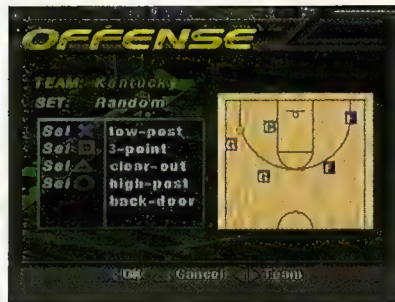 OFFENSE
TEAM: Kentucky
SET: Random
Set low-post
Set 3-point
Set clear-out
Set high-post
back-door
OK Cancel Team